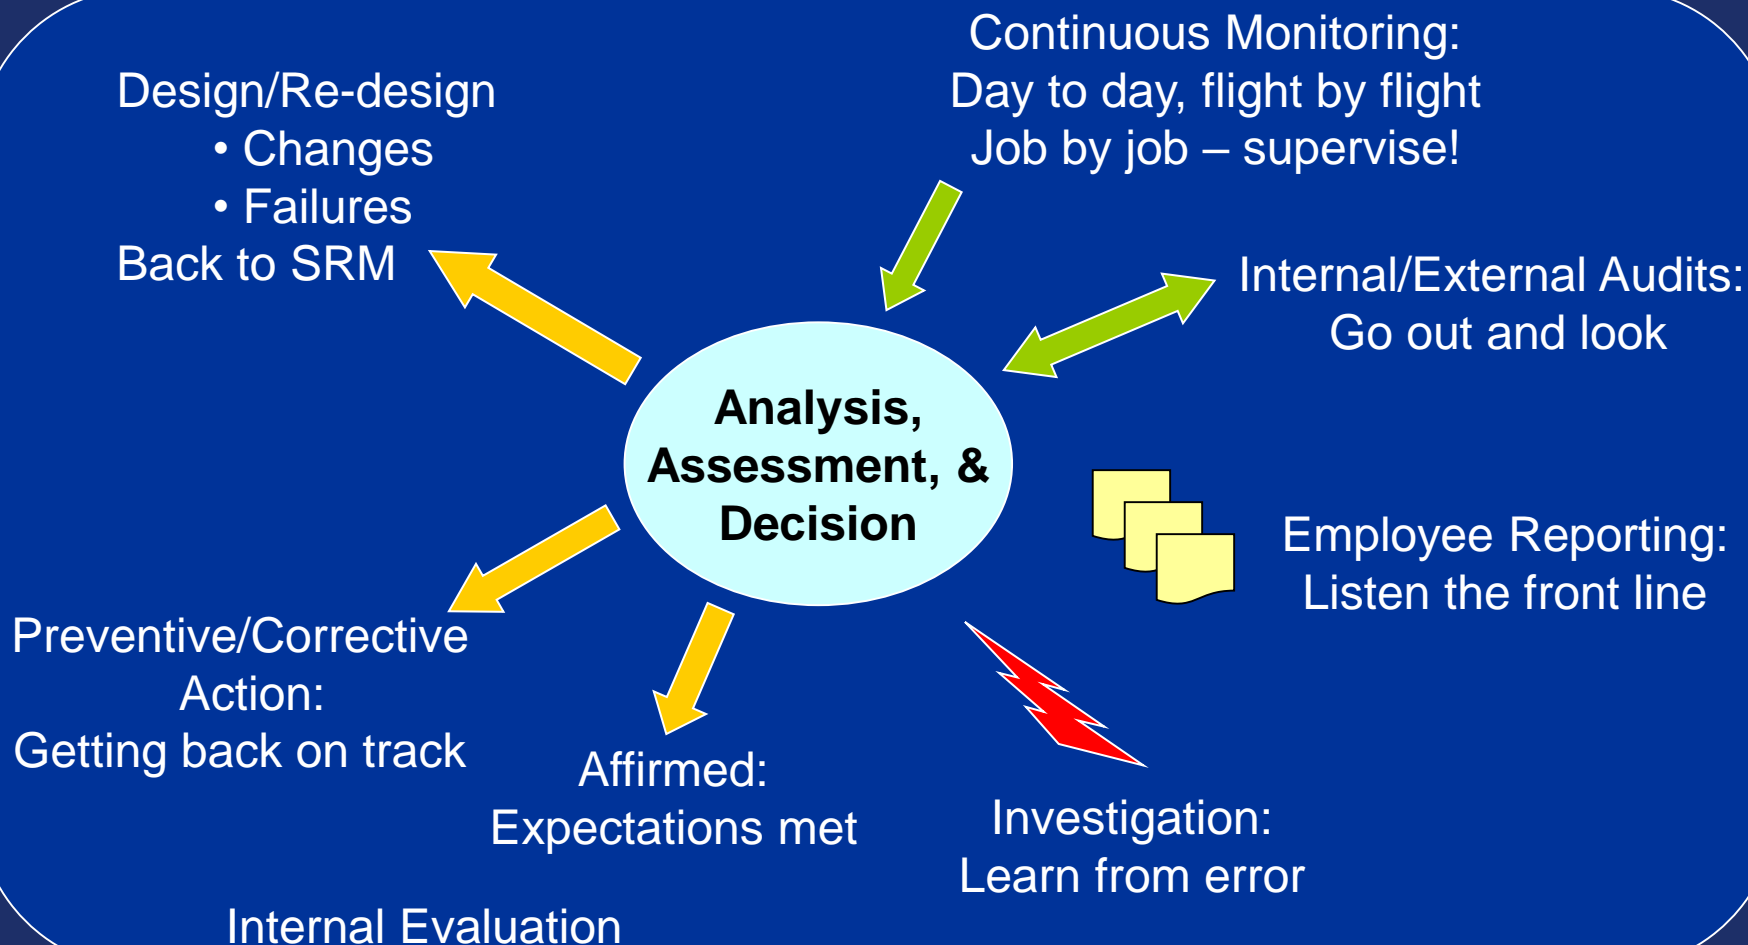 Continuous Monitoring:
Day to day, flight by flight
Job by job – supervise!
Design/Re-design
• Changes
• Failures
Back to SRM
Internal/External Audits:
Go out and look
Analysis,
Assessment, &
Decision
Employee Reporting:
Listen the front line
Preventive/Corrective
Action:
Getting back on track
Affirmed:
Expectations met
Investigation:
Learn from error
Internal Evaluation